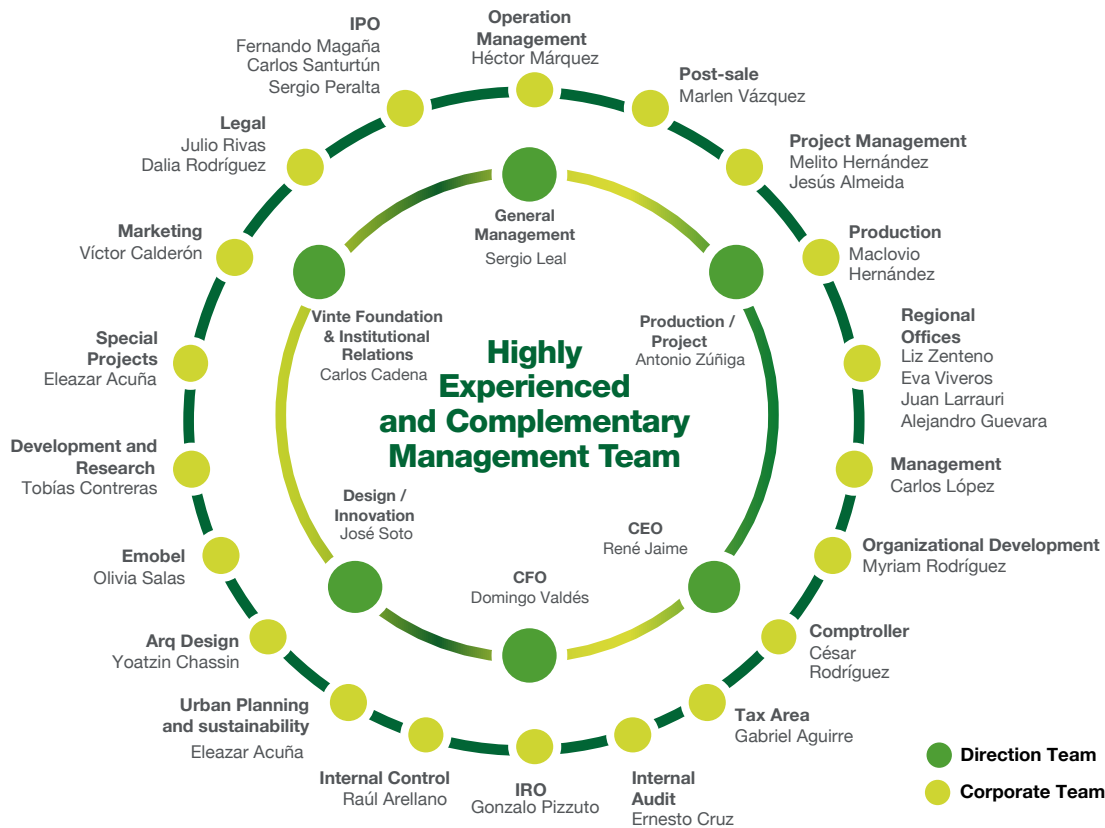 IPO
Fernando Magaña
Carlos Santurtún
Sergio Peralta
Operation
Management
Héctor Márquez
Post-sale
Marlen Vázquez
Project Management
Melito Hernández
Jesús Almeida
Production
Maclovio
Hernández
Regional
Offices
Liz Zenteno
Eva Viveros
Juan Larrauri
Alejandro Guevara
Management
Carlos López
Organizational Development
Myriam Rodríguez
Comptroller
César
Rodríguez
Tax Area
Gabriel Aguirre
Internal
Audit
Ernesto Cruz
IRO
Gonzalo Pizzuto
Internal Control
Raúl Arellano
Urban Planning
and sustainability
Eleazar Acuña
Arq Design
Yoatzin Chassin
Emobel
Olivia Salas
Development and
Research
Tobías Contreras
Special
Projects
Eleazar Acuña
Marketing
Víctor Calderón
Legal
Julio Rivas
Dalia Rodríguez
General
Management
Sergio Leal
Production /
Project
Antonio Zúñiga
CEO
René Jaime
CFO
Domingo Valdés
Design /
Innovation
José Soto
Vinte Foundation
& Institutional
Relations
Carlos Cadena
Highly
Experienced
and Complementary
Management Team
Direction Team
Corporate Team